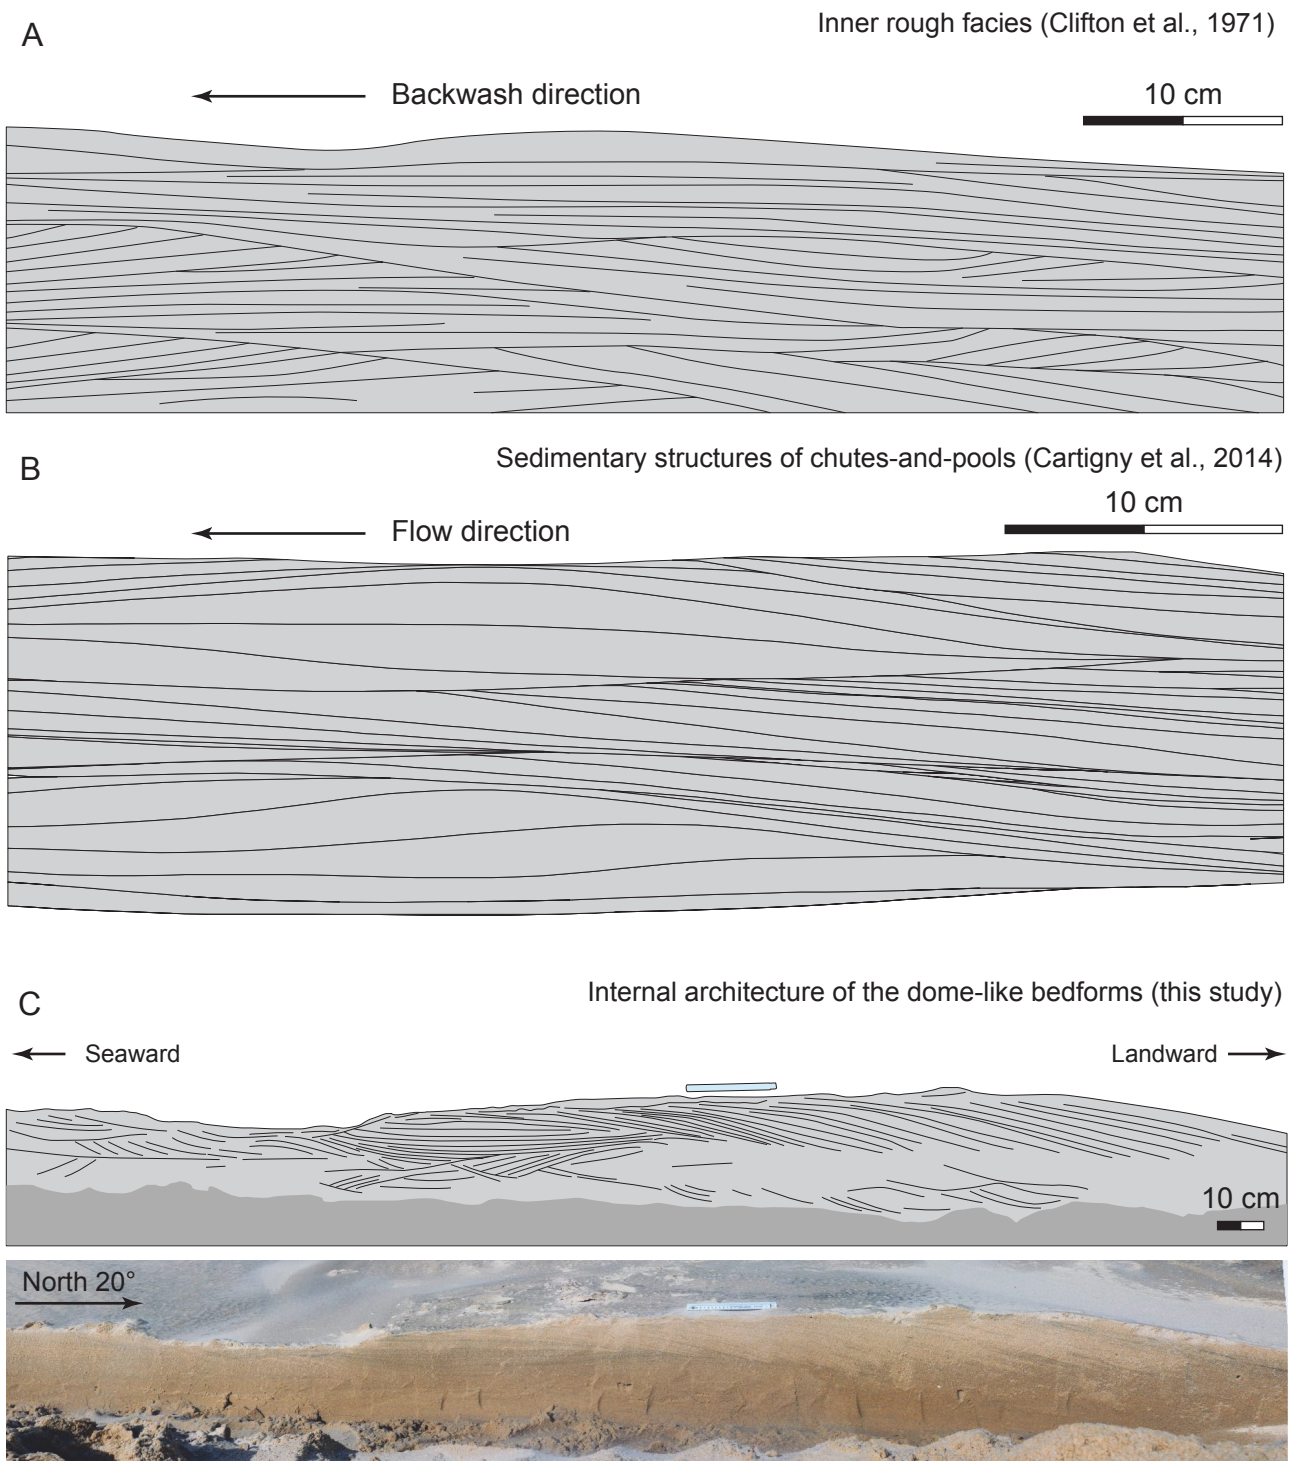 A
Inner rough facies (Clifton et al., 1971)
Backwash direction
10 cm
B
Sedimentary structures of chutes-and-pools (Cartigny et al., 2014)
10 cm
Flow direction
C
Internal architecture of the dome-like bedforms (this study)
Seaward
Landward
10 cm
North 20°